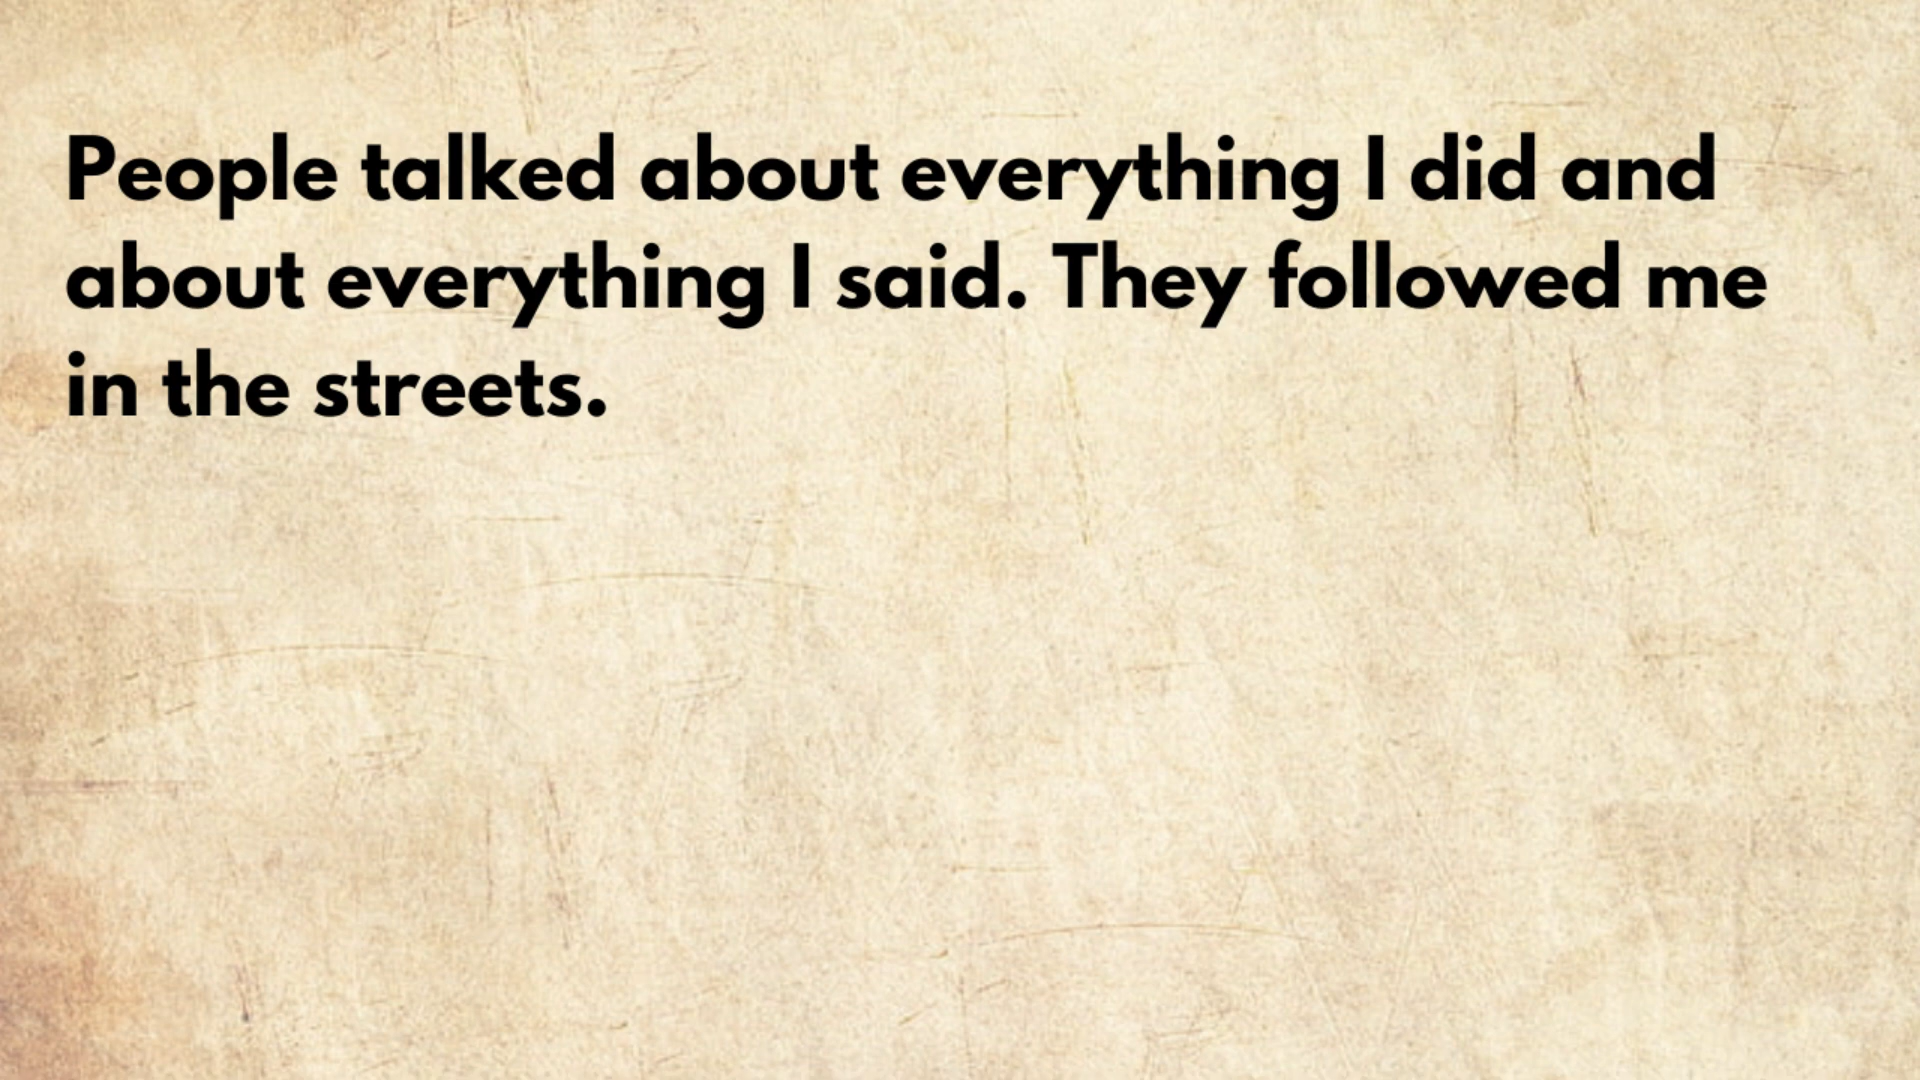 People talked about everything I did and
about everything I said. They followed me
in the streets.